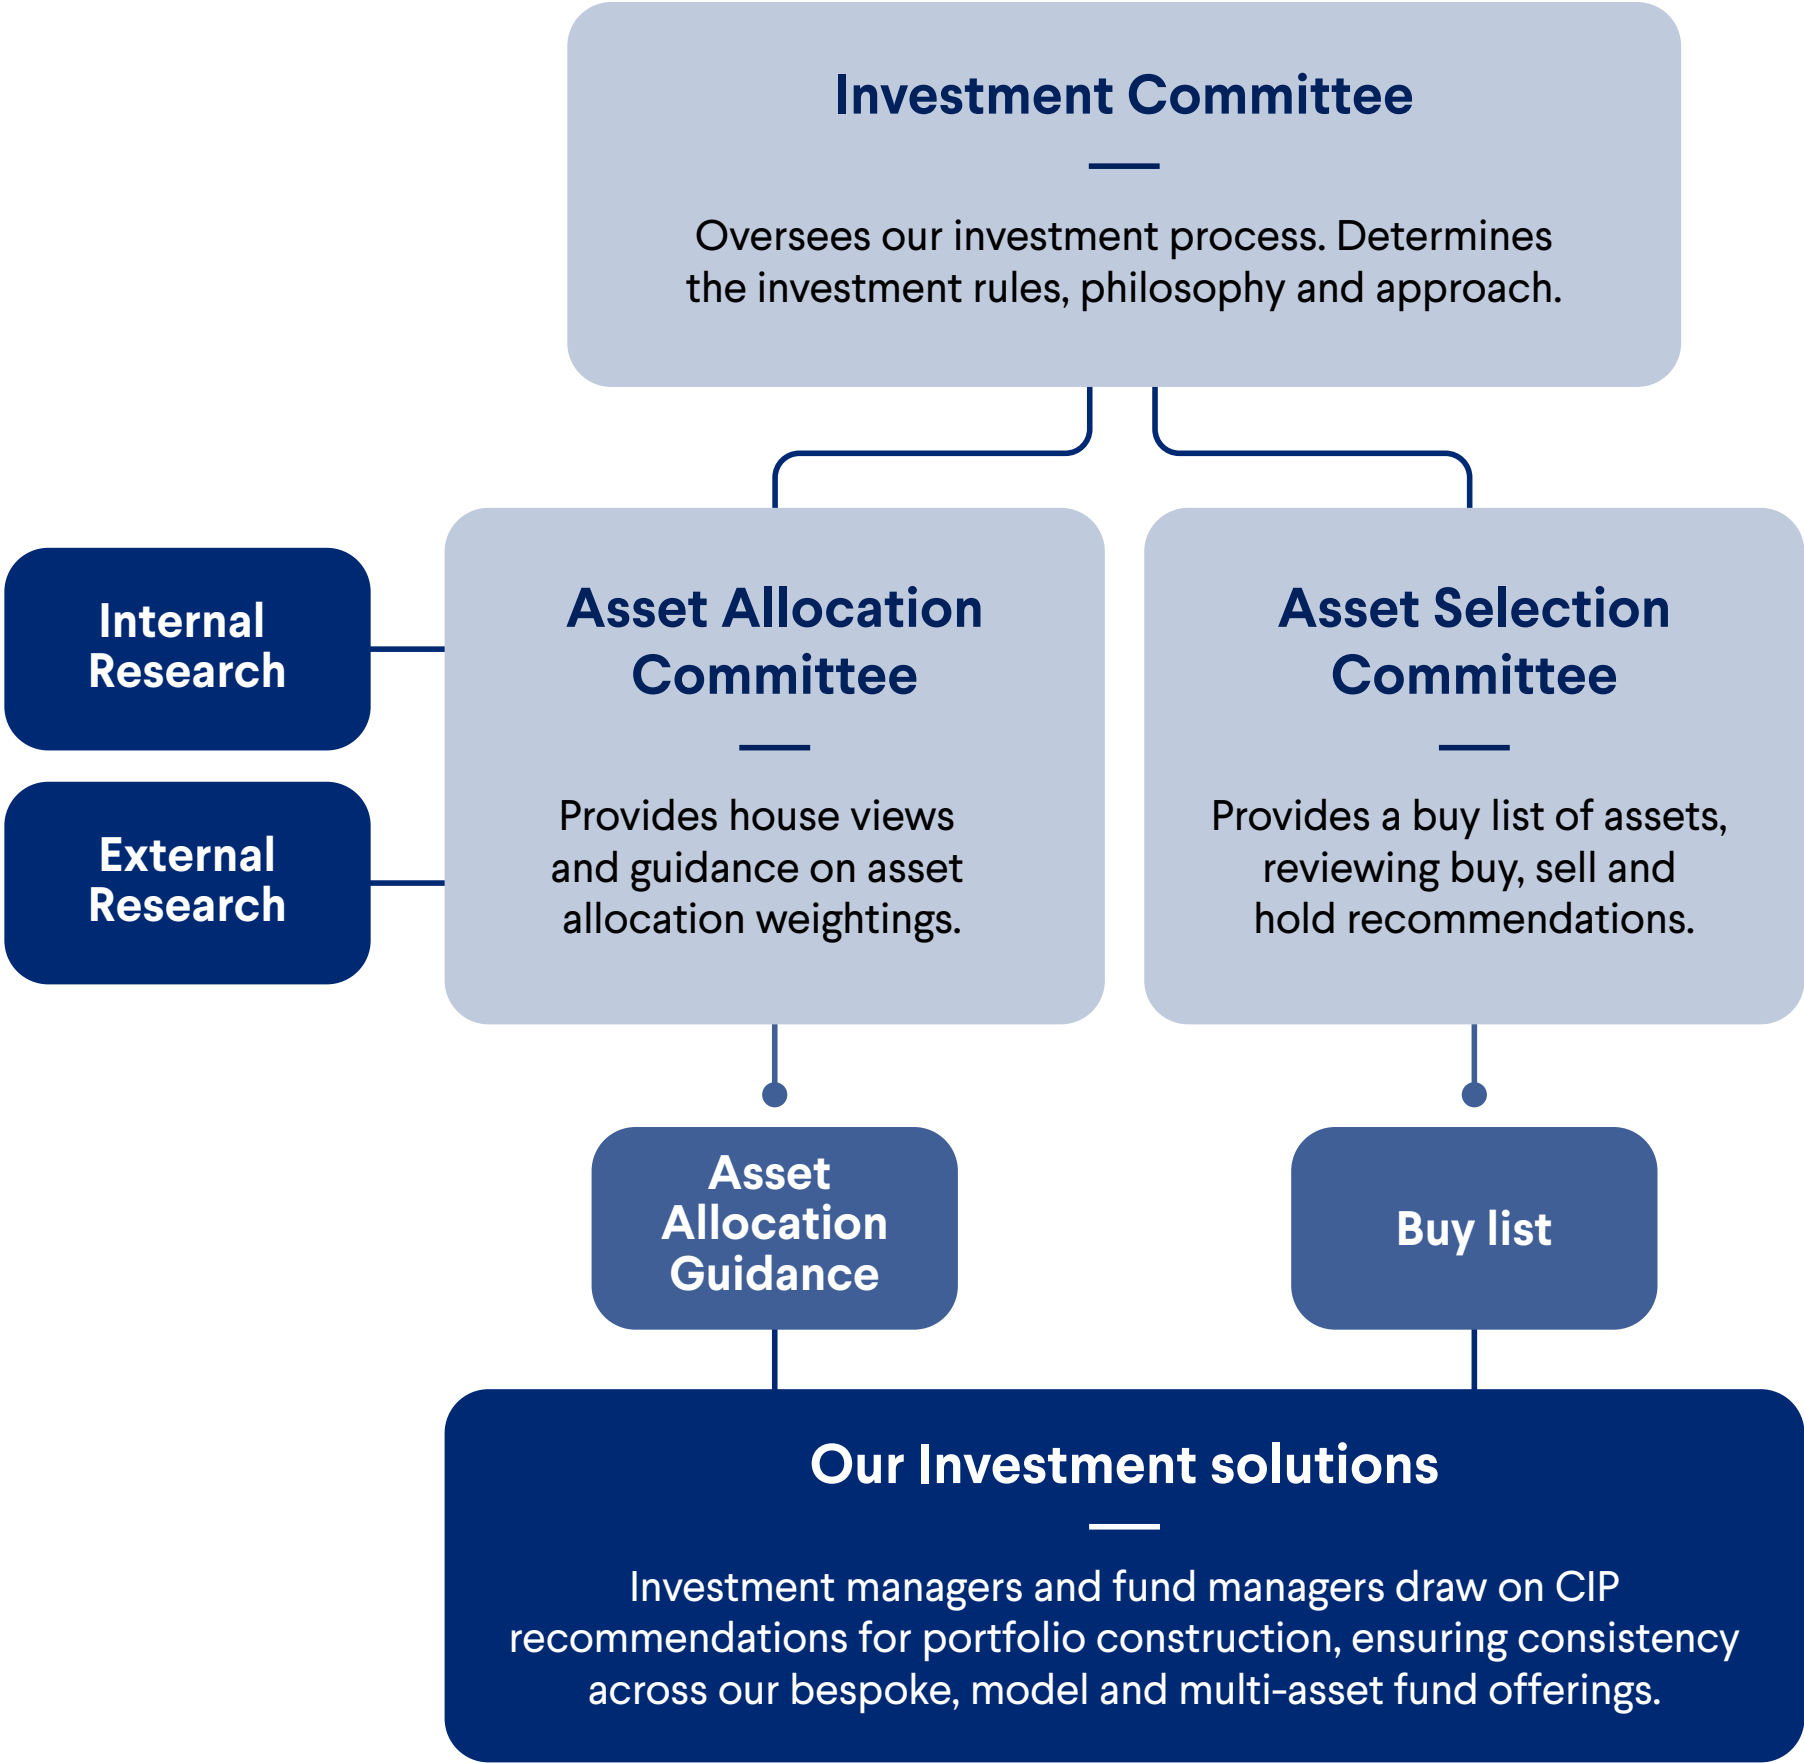 Investment Committee
Oversees our investment process. Determines
the investment rules, philosophy and approach.
Internal
Research
External
Research
Asset Allocation
Committee
Provides house views
and guidance on asset
allocation weightings.
Asset Selection
Committee
Provides a buy list of assets,
reviewing buy, sell and
hold recommendations.
Asset
Allocation
Guidance
Buy list
Our Investment solutions
Investment managers and fund managers draw on CIP
recommendations for portfolio construction, ensuring consistency
across our bespoke, model and multi-asset fund offerings.